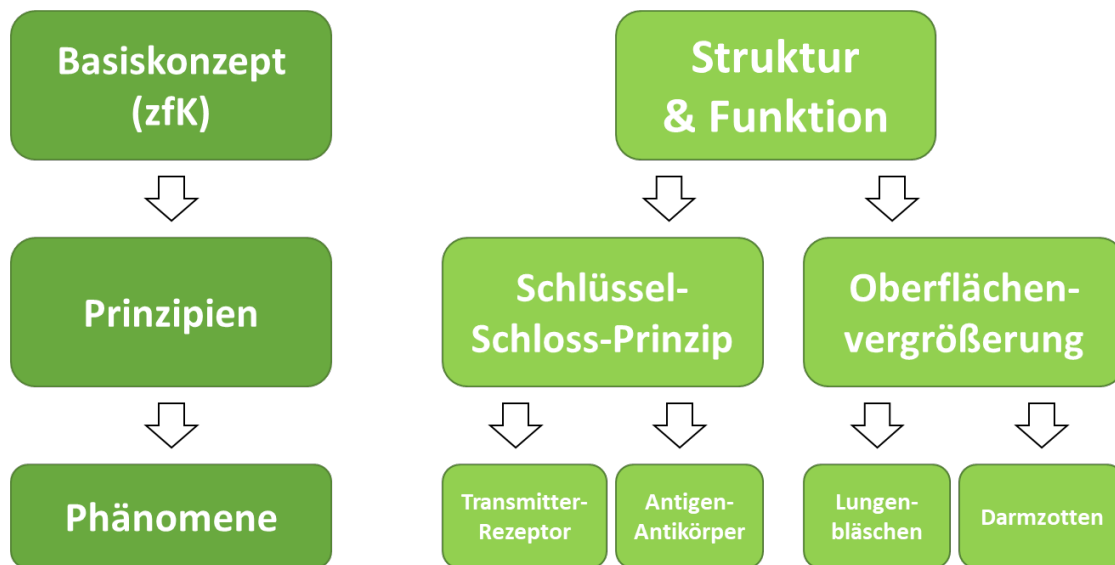 Basiskonzept
(zfK)
Struktur
& Funktion
Prinzipien
Schlüssel-
Schloss-Prinzip
Oberflächen-
vergrößerung
Phänomene
Transmitter-
Rezeptor
Antigen-
Antikörper
Lungen-
bläschen
Darmzotten